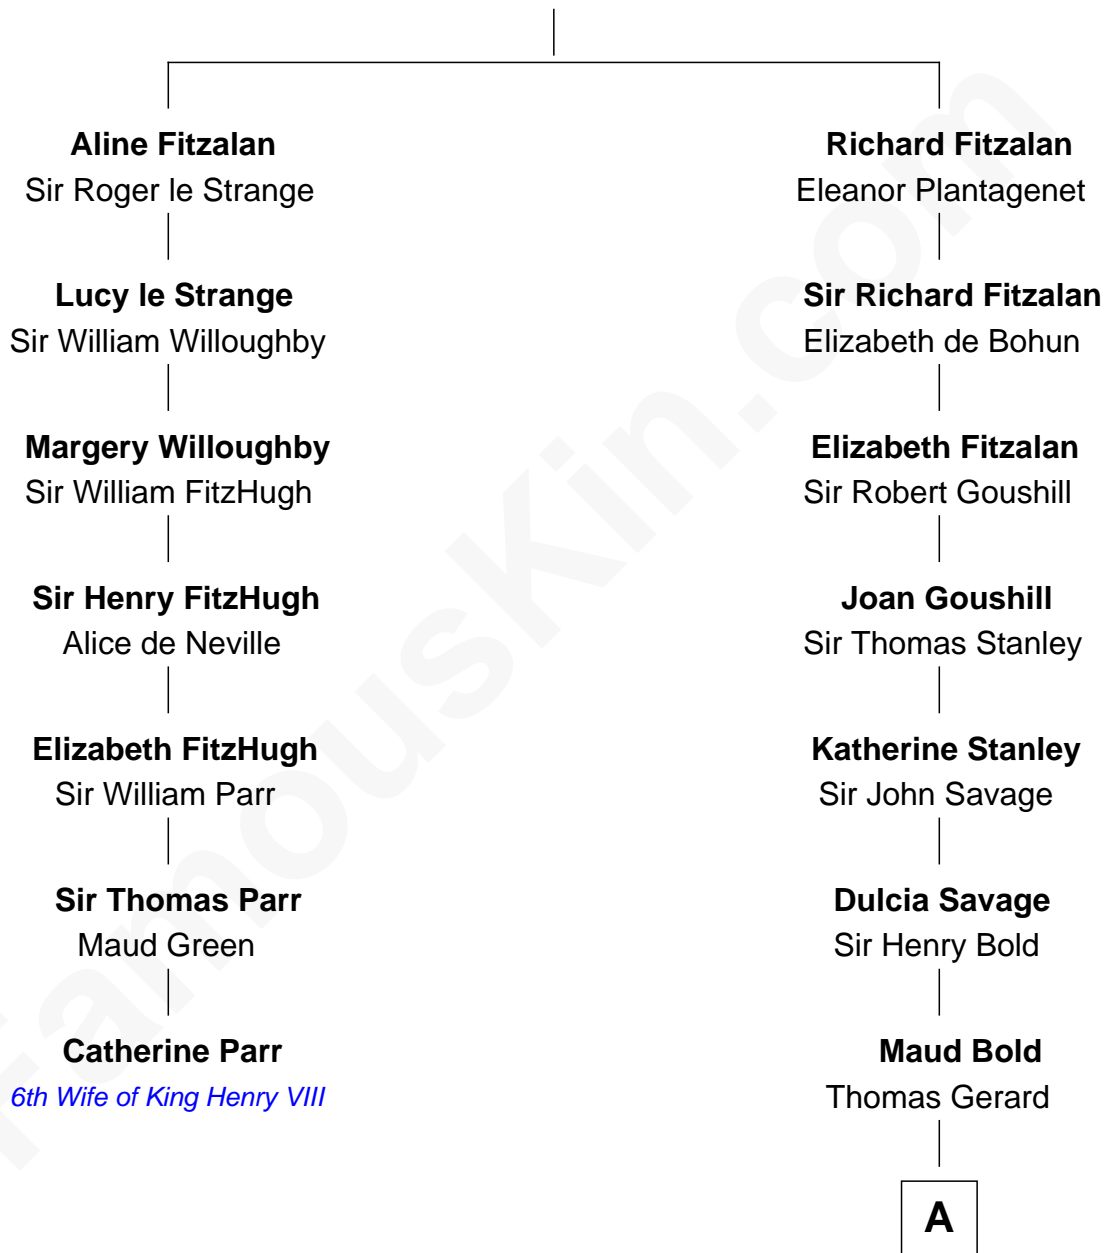 Aline Fitzalan
Sir Roger le Strange
Lucy le Strange
Sir William Willoughby
Margery Willoughby
Sir William FitzHugh
Sir Henry FitzHugh
Alice de Neville
Elizabeth FitzHugh
Sir William Parr
Sir Thomas Parr
Maud Green
Catherine Parr
6th Wife of King Henry VIII
Richard Fitzalan
Eleanor Plantagenet
Sir Richard Fitzalan
Elizabeth de Bohun
Elizabeth Fitzalan
Sir Robert Goushill
Joan Goushill
Sir Thomas Stanley
Katherine Stanley
Sir John Savage
Dulcia Savage
Sir Henry Bold
Maud Bold
Thomas Gerard
A
FamousKin.com